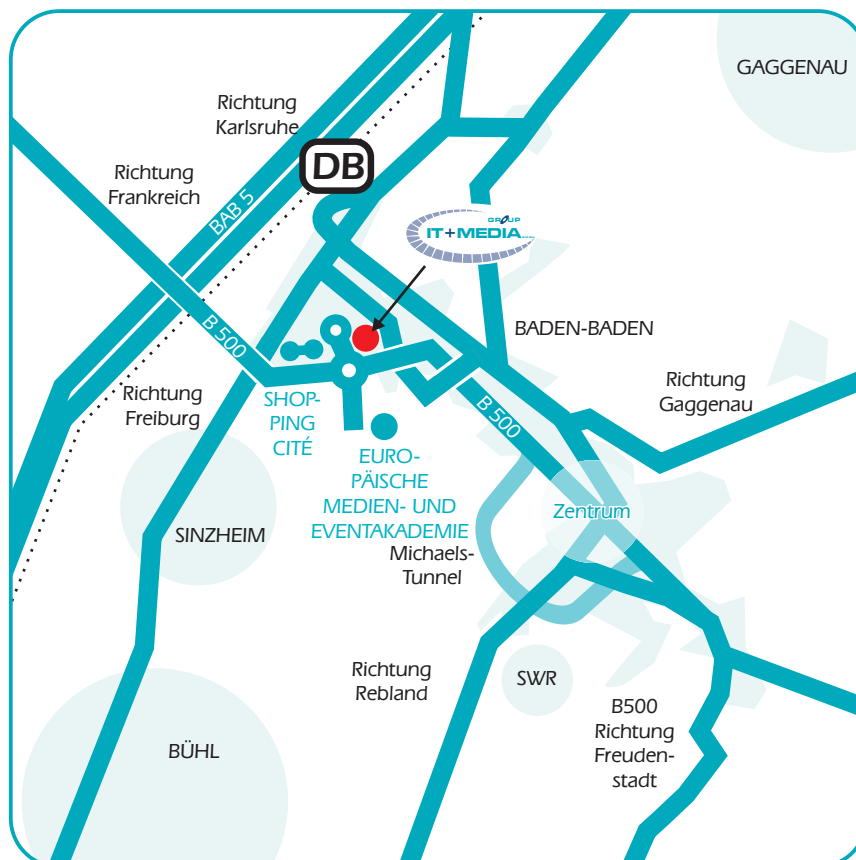 GAGGENAU
Richtung
Karlsruhe
DB
Richtung
Frankreich
BAB 5
GROUP
IT+MEDIA
B 500
BADEN-BADEN
Richtung
Freiburg
SHOP-
PING
CITÉ
Richtung
Gaggenau
B 500
EURO-
PÄISCHE
MEDIEN- UND
EVENTAKADEMIE
Zentrum
SINZHEIM
Michaels-
Tunnel
Richtung
Rebland
SWR
B500
Richtung
Freuden-
stadt
BÜHL